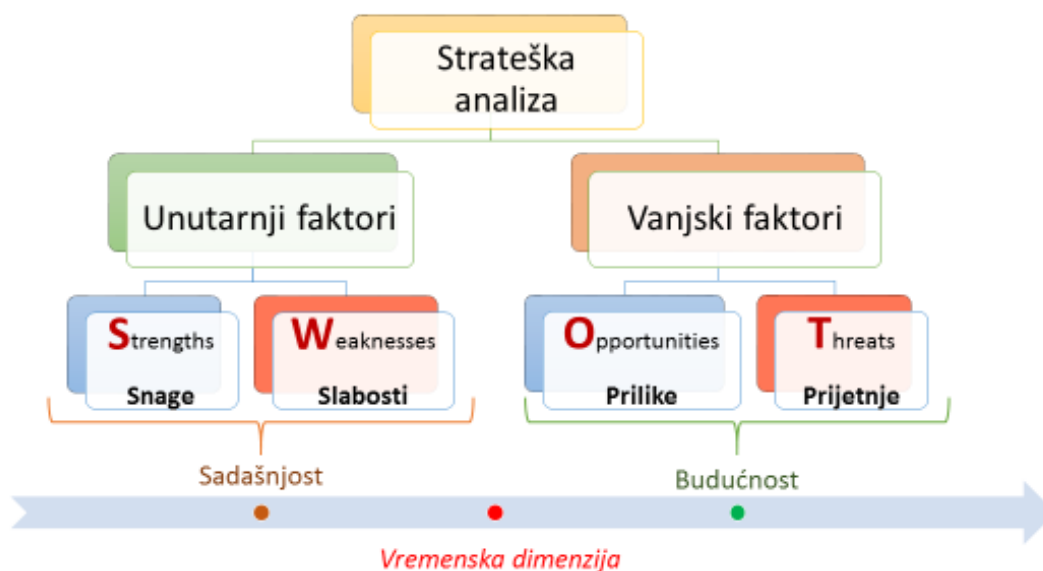 Strateška
analiza
Unutarnji faktori
Vanjski faktori
Strengths
Snage
Weaknesses
Slabosti
Opportunities
Prilike
Threats
Prijetnje
Sadašnjost
Budućnost
Vremenska dimenzija